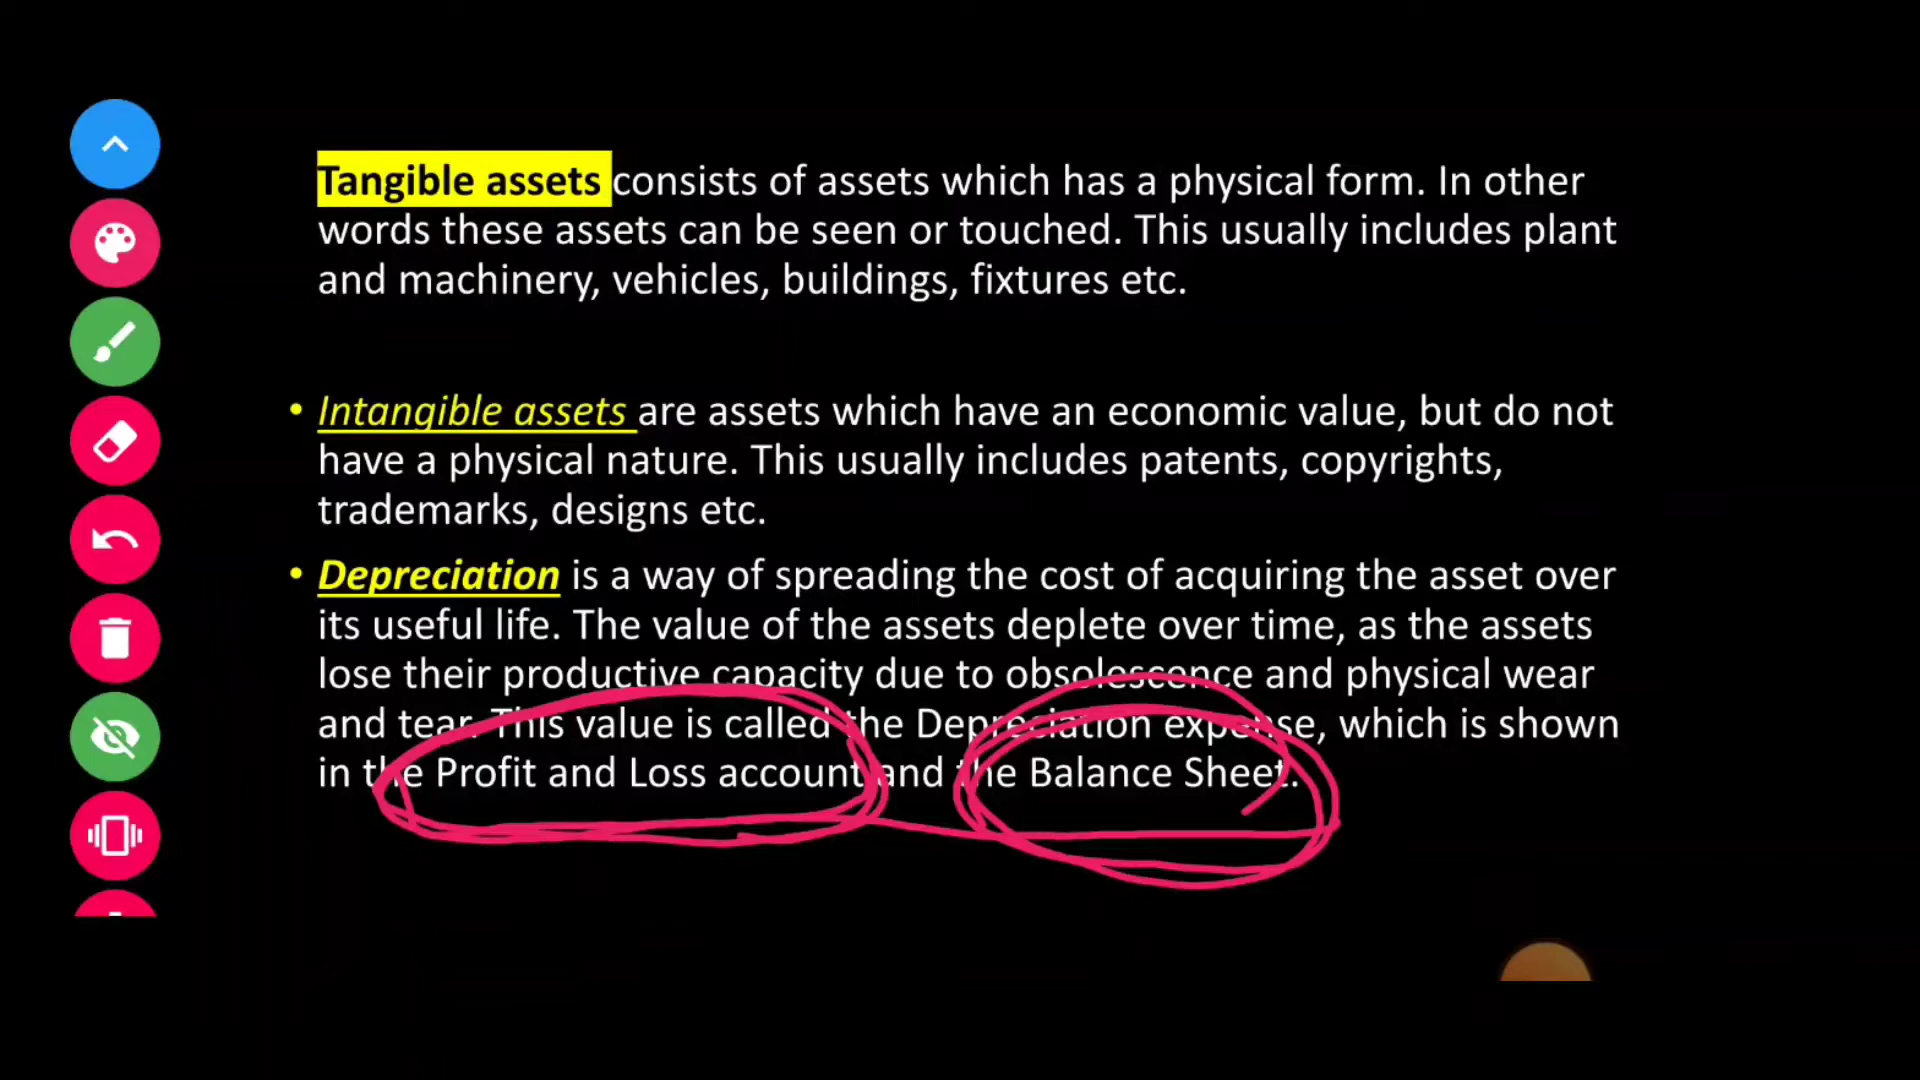 Tangible assets consists of assets which has a physical form. In other
words these assets can be seen or touched. This usually includes plant
and machinery, vehicles, buildings, fixtures etc.
• Intangible assets are assets which have an economic value, but do not
have a physical nature. This usually includes patents, copyrights,
trademarks, designs etc.
• Depreciation is a way of spreading the cost of acquiring the asset over
its useful life. The value of the assets deplete over time, as the assets
lose their productive capacity due to obsolescence and physical wear
and tear. This value is called the Depreciation expense, which is shown
in the Profit and Loss account and the Balance Sheet.